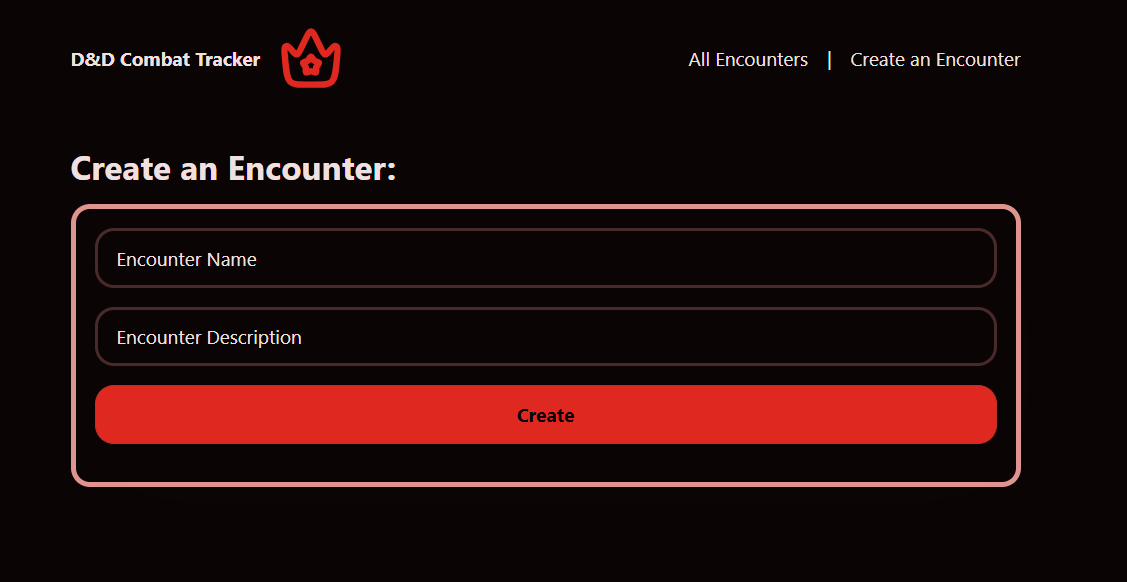 D&D Combat Tracker
All Encounters | Create an Encounter
Create an Encounter:
Encounter Name
Encounter Description
Create